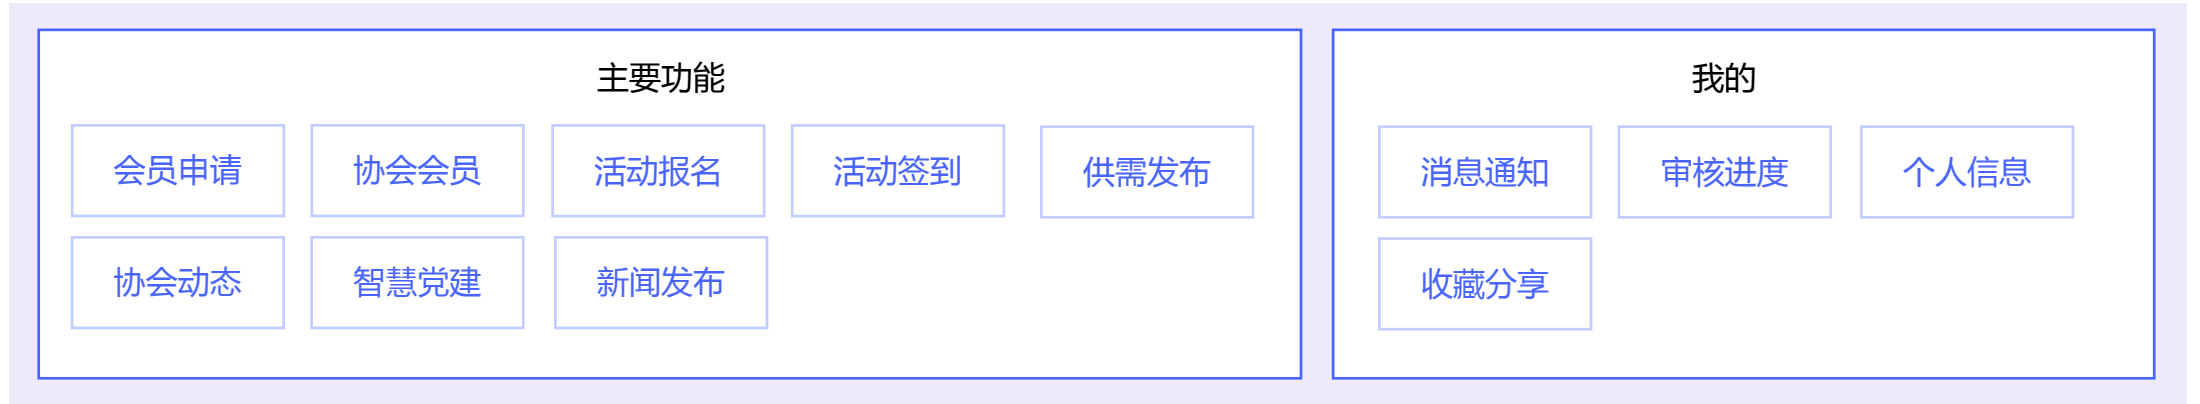 主要功能
会员申请
协会会员
活动报名
活动签到
供需发布
协会动态
智慧党建
新闻发布
我的
消息通知
审核进度
个人信息
收藏分享